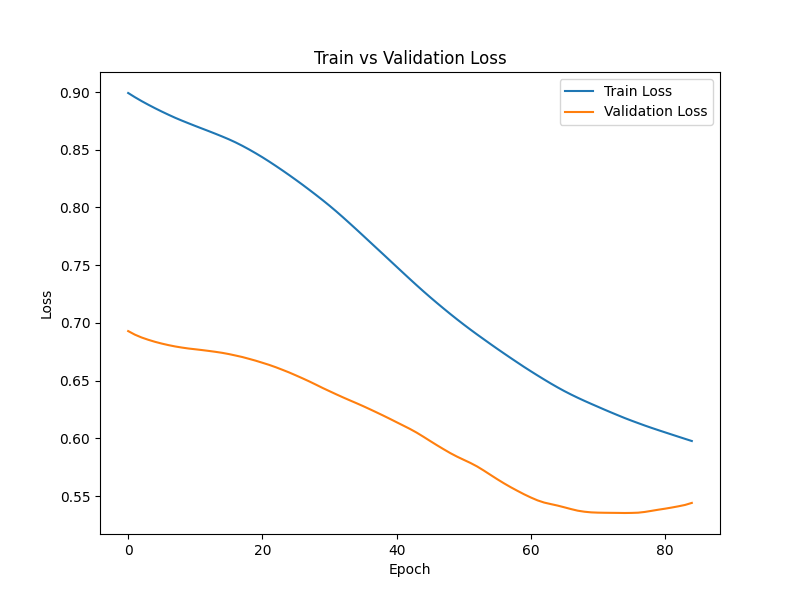 Train vs Validation Loss
Train Loss
Validation Loss
0.90
0.85
0.80
0.75
0.70
0.65
0.60
0.55
Loss
0 20 40 60 80
Epoch